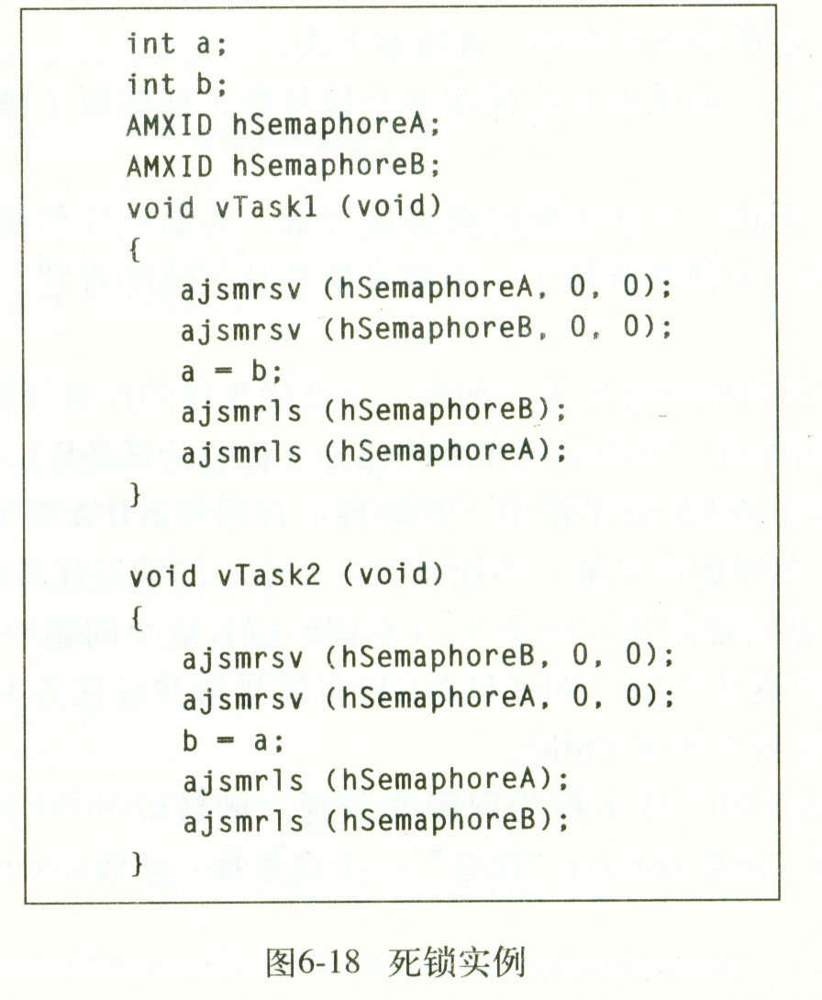 int a;
int b;
AMXID hSemaphoreA;
AMXID hSemaphoreB;
void vTask1 (void)
{
ajsmrsv (hSemaphoreA, 0, 0);
ajsmrsv (hSemaphoreB, 0, 0);
a = b;
ajsmrls (hSemaphoreB);
ajsmrls (hSemaphoreA);
}
void vTask2 (void)
{
ajsmrsv (hSemaphoreB, 0, 0);
ajsmrsv (hSemaphoreA, 0, 0);
b = a;
ajsmrls (hSemaphoreA);
ajsmrls (hSemaphoreB);
}
图6-18 死锁实例